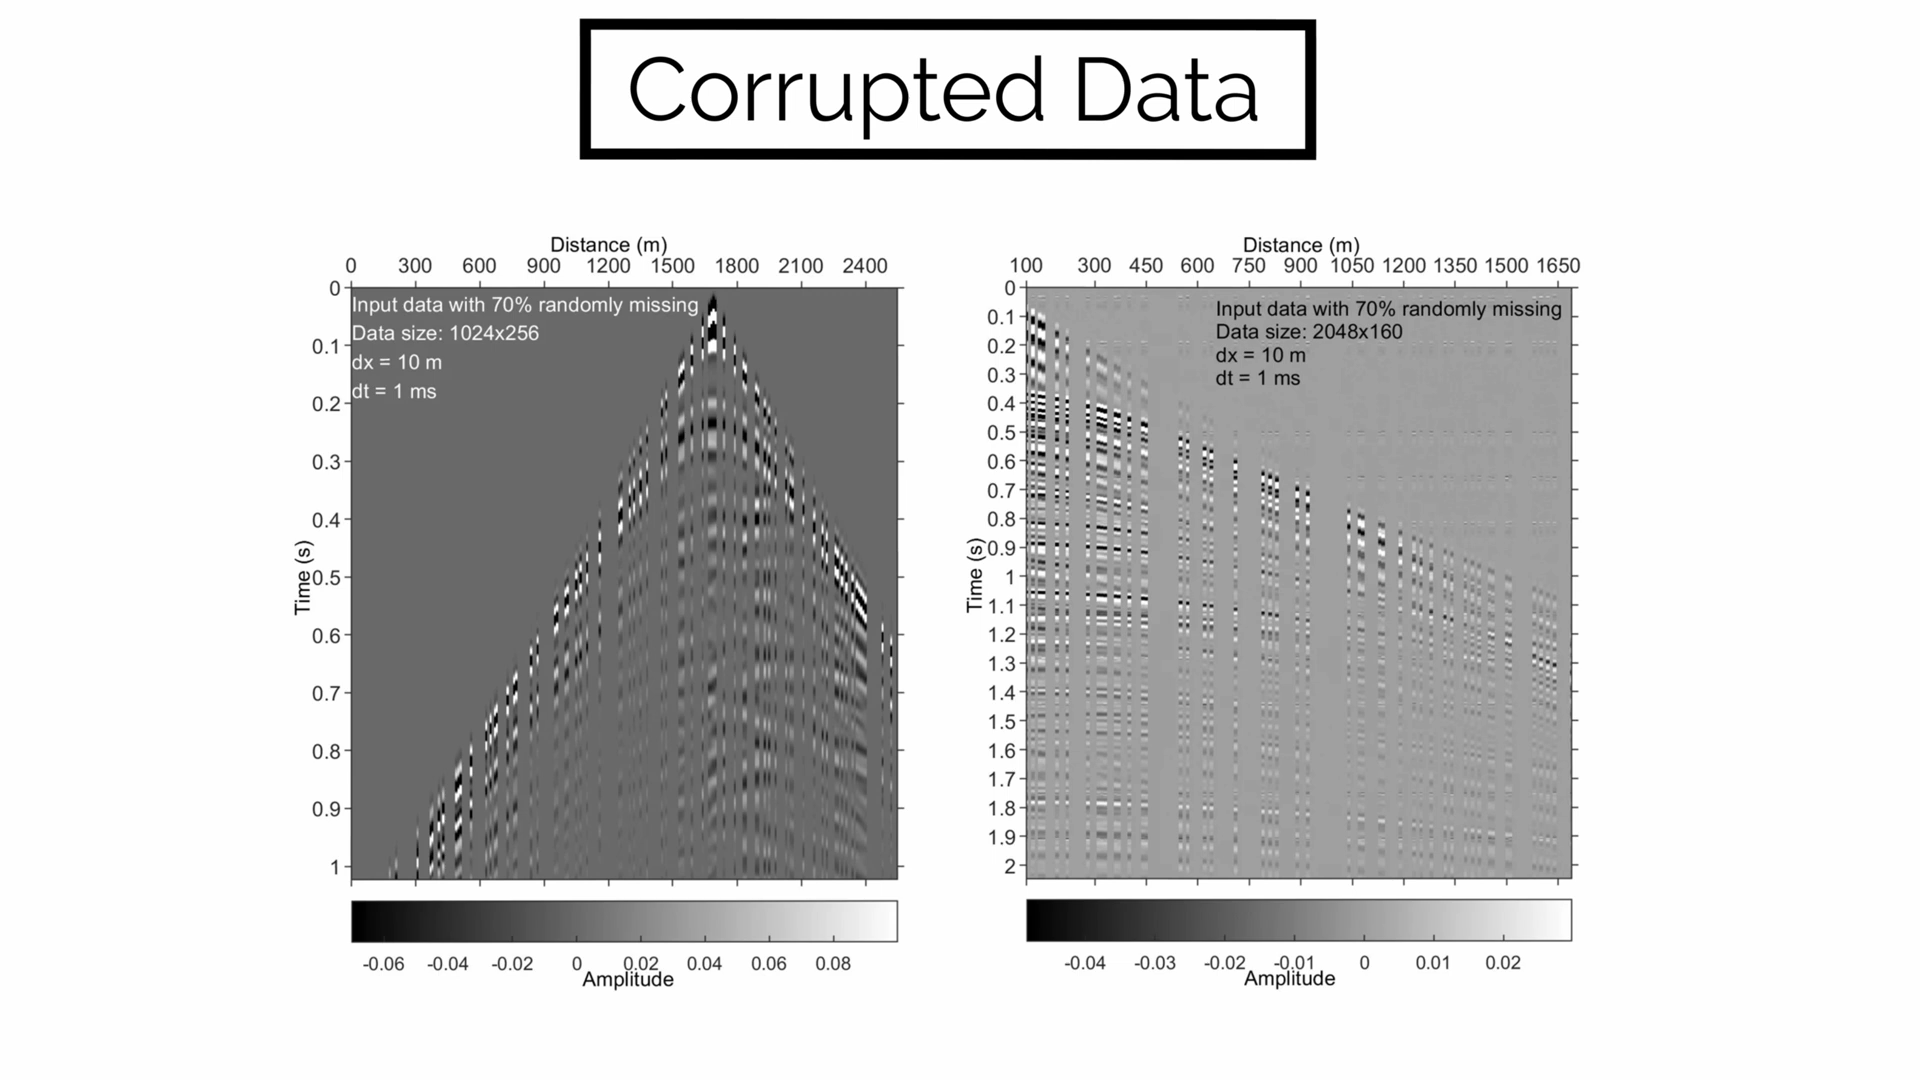 Corrupted Data
Distance (m)
0 300 600 900 1200 1500 1800 2100 2400
Input data with 70% randomly missing
Data size: 1024x256
dx = 10 m
dt = 1 ms
0
0.1
0.2
0.3
0.4
0.5
0.6
0.7
0.8
0.9
1
Time (s)
-0.06 -0.04 -0.02 0 0.02 0.04 0.06 0.08
Amplitude
Distance (m)
100 300 450 600 750 900 1050 1200 1350 1500 1650
Input data with 70% randomly missing
Data size: 2048x160
dx = 10 m
dt = 1 ms
0
0.1
0.2
0.3
0.4
0.5
0.6
0.7
0.8
0.9
1
1.1
1.2
1.3
1.4
1.5
1.6
1.7
1.8
1.9
2
Time (s)
-0.04 -0.03 -0.02 -0.01 0 0.01 0.02
Amplitude